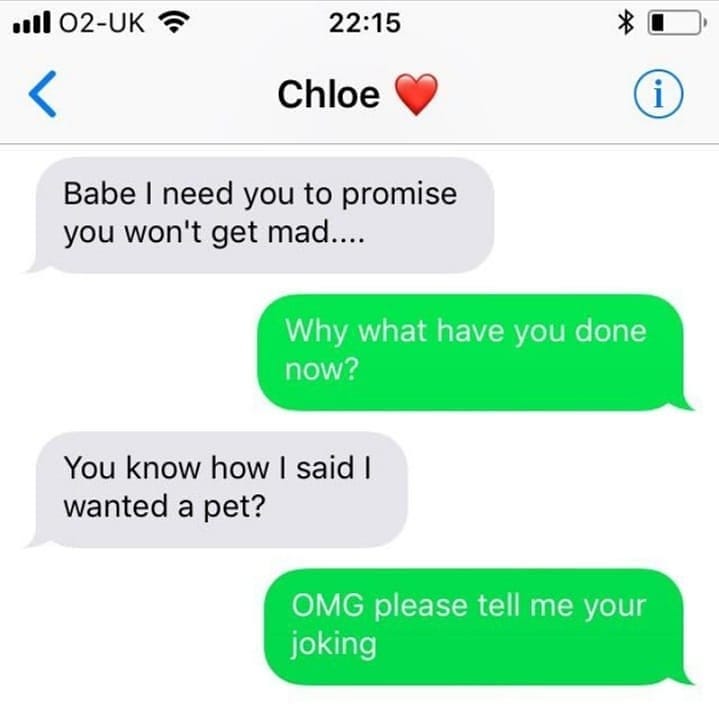 O2-UK 22:15
Chloe ❤️
Babe I need you to promise
you won't get mad....
Why what have you done
now?
You know how I said I
wanted a pet?
OMG please tell me your
joking